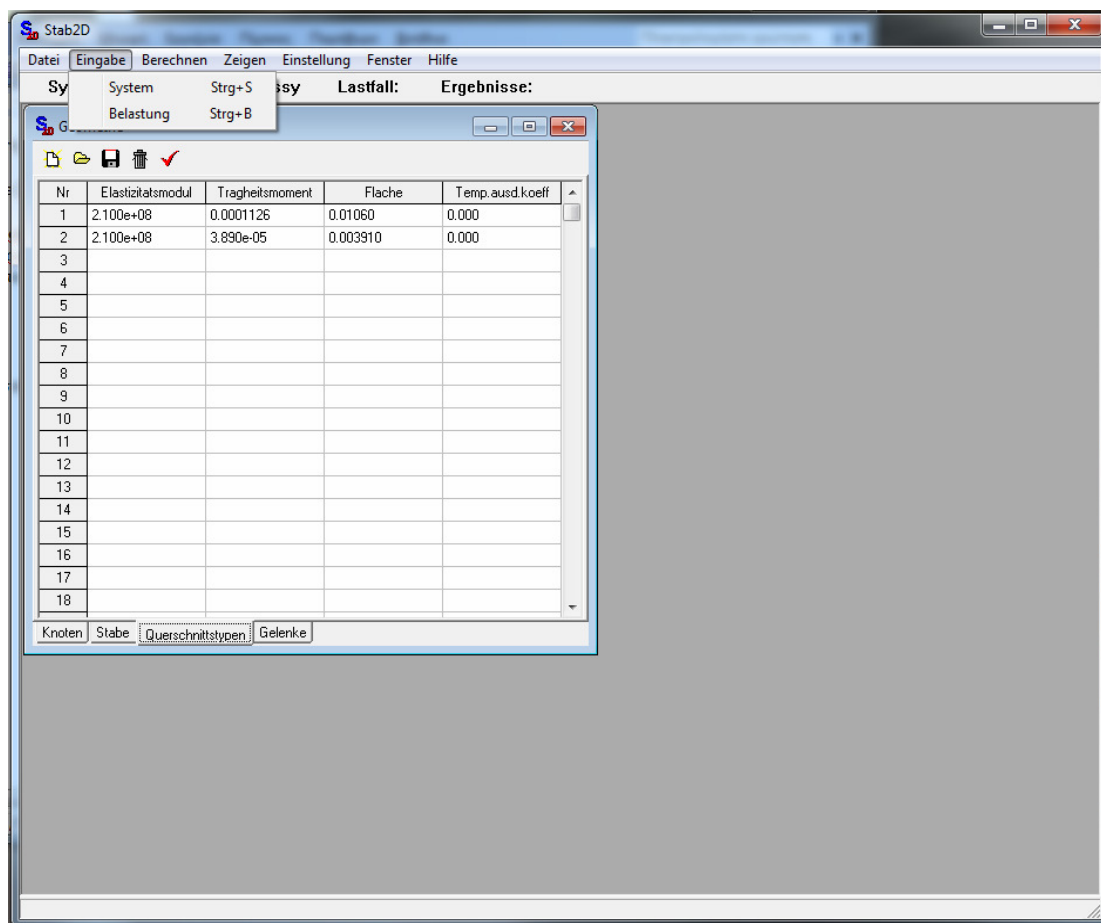 Stab2D
Datei Eingabe Berechnen Zeigen Einstellung Fenster Hilfe
Sy ssy Lastfall: Ergebnisse:
System Strg+S
Belastung Strg+B
Nr Elastizitatsmodul Tragheitsmoment Flache Temp.ausd.koeff
1 2.100e+08 0.0001126 0.01060 0.000
2 2.100e+08 3.890e-05 0.003910 0.000
3
4
5
6
7
8
9
10
11
12
13
14
15
16
17
18
Knoten Stabe Querschnittstypen Gelenke